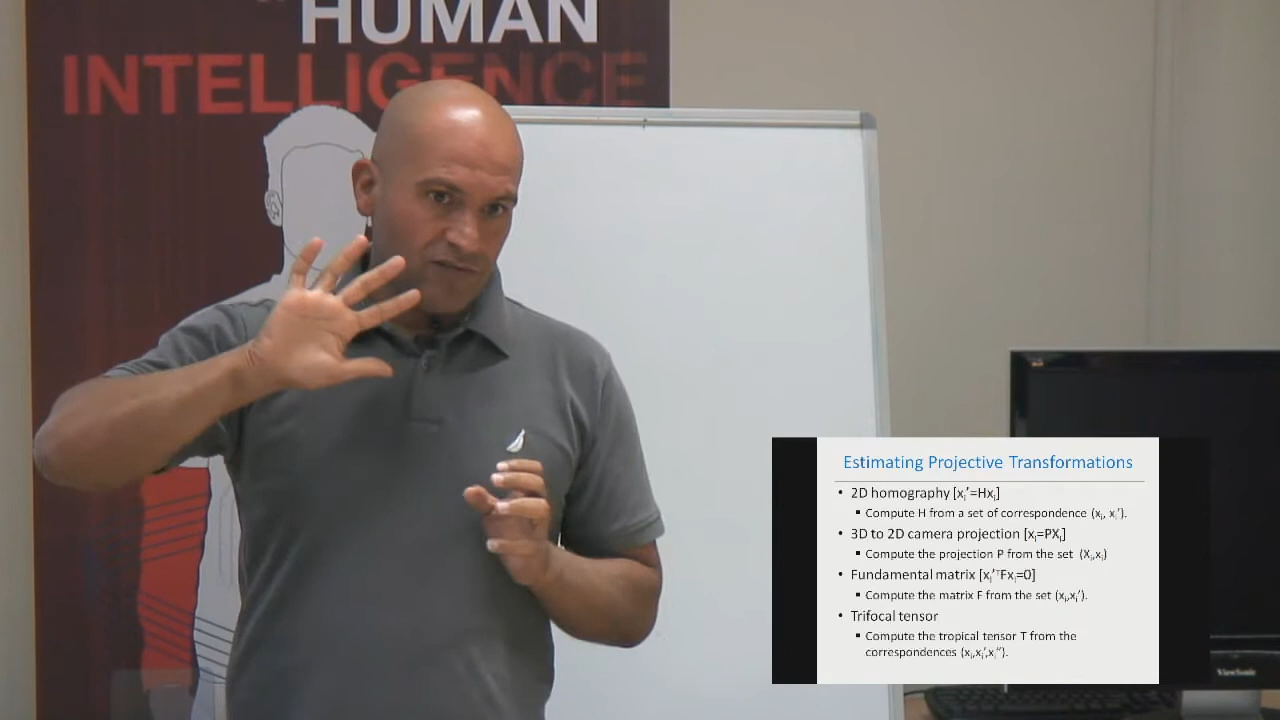 HUMAN
INTELLIGENCE
Estimating Projective Transformations
• 2D homography [xᵢ'=Hxᵢ]
▪ Compute H from a set of correspondence (xᵢ, xᵢ').
• 3D to 2D camera projection [xᵢ=PXᵢ]
▪ Compute the projection P from the set (Xᵢ,xᵢ)
• Fundamental matrix [xᵢ'ᵀFxᵢ=0]
▪ Compute the matrix F from the set (xᵢ,xᵢ').
• Trifocal tensor
▪ Compute the tropical tensor T from the
correspondences (xᵢ,xᵢ',xᵢ'').
ViewSonic